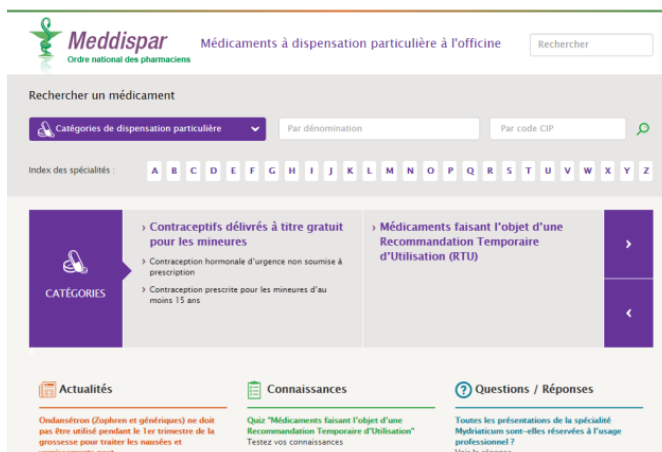 Meddispar
Ordre national des pharmaciens
Médicaments à dispensation particulière à l'officine
Rechercher
Rechercher un médicament
Catégories de dispensation particulière
Par dénomination
Par code CIP
Index des spécialités :
A B C D E F G H I J K L M N O P Q R S T U V W X Y Z
CATÉGORIES
› Contraceptifs délivrés à titre gratuit
pour les mineures
› Contraception hormonale d'urgence non soumise à
prescription
› Contraception prescrite pour les mineures d'au
moins 15 ans
› Médicaments faisant l'objet d'une
Recommandation Temporaire
d'Utilisation (RTU)
Actualités
Ondansétron (Zophren et génériques) ne doit
pas être utilisé pendant le 1er trimestre de la
grossesse pour traiter les nausées et
Connaissances
Quiz "Médicaments faisant l'objet d'une
Recommandation Temporaire d'Utilisation"
Testez vos connaissances
Questions / Réponses
Toutes les présentations de la spécialité
Mydriaticum sont-elles réservées à l'usage
professionnel ?